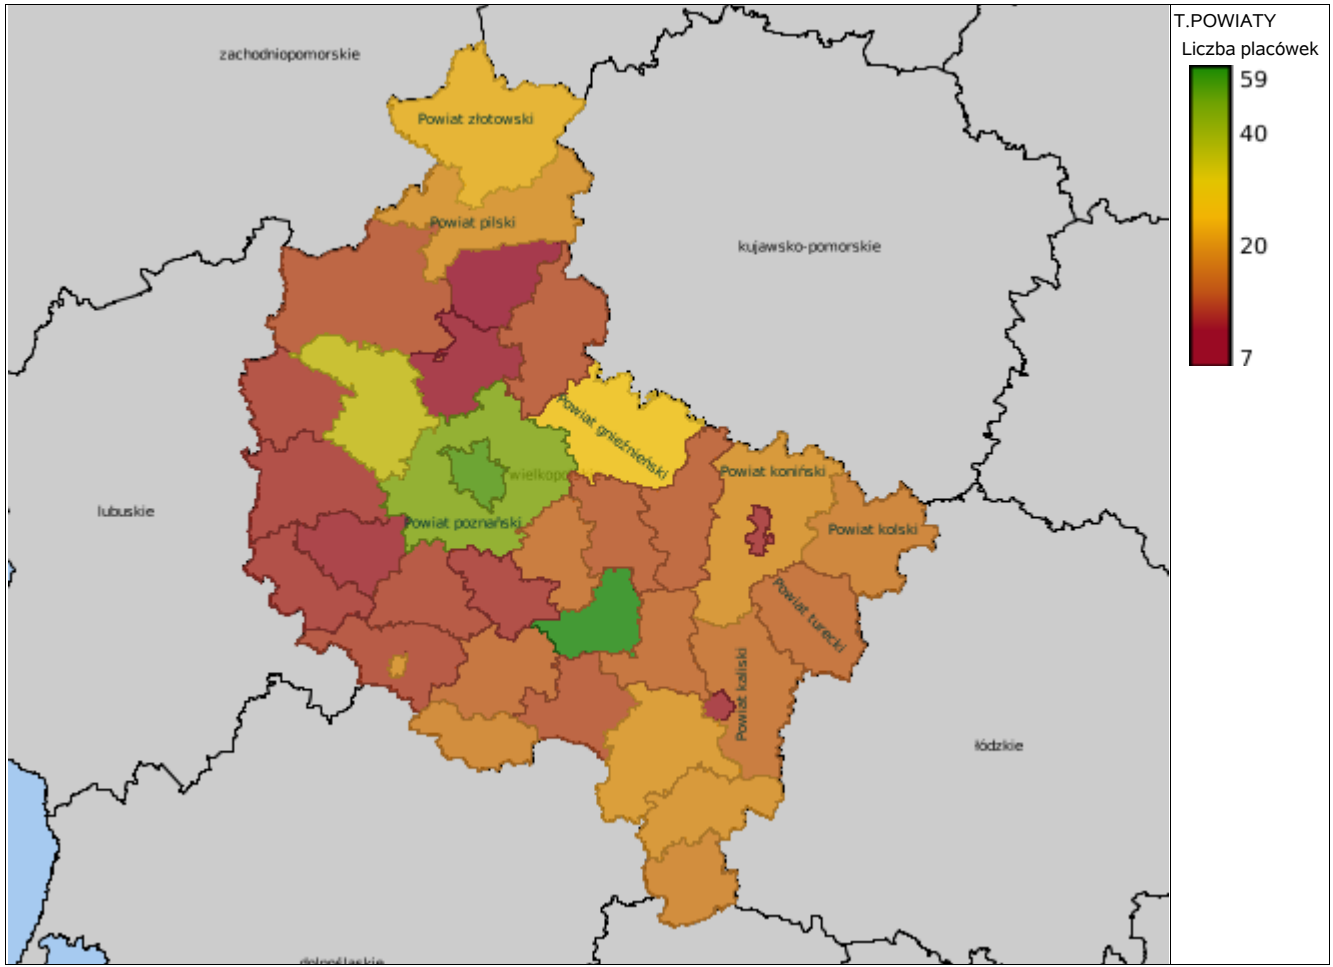 T.POWIATY
Liczba placówek
59
40
20
7
zachodniopomorskie
Powiat złotowski
Powiat pilski
kujawsko-pomorskie
Powiat gnieźnieński
Powiat koniński
lubuskie
Powiat poznański
Powiat kolski
Powiat turecki
Powiat kaliski
łódzkie
dolnośląskie